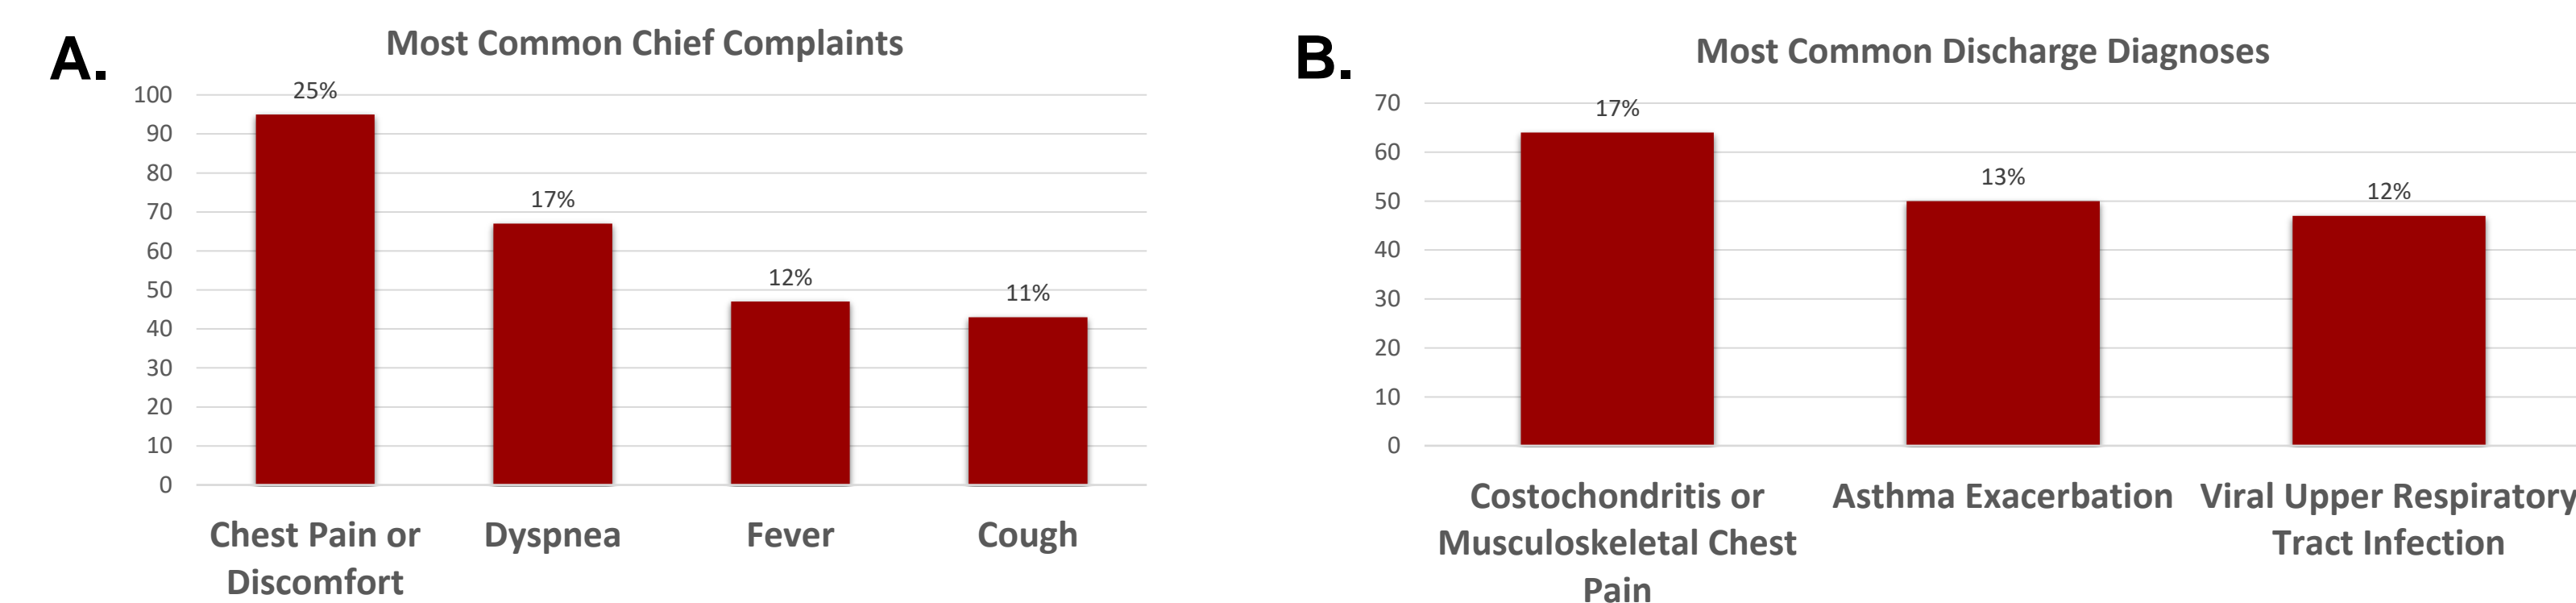 A.
Most Common Chief Complaints
100
90
80
70
60
50
40
30
20
10
0
25%
17%
12%
11%
Chest Pain or
Discomfort
Dyspnea
Fever
Cough
B.
Most Common Discharge Diagnoses
70
60
50
40
30
20
10
0
17%
13%
12%
Costochondritis or
Musculoskeletal Chest
Pain
Asthma Exacerbation
Viral Upper Respiratory
Tract Infection